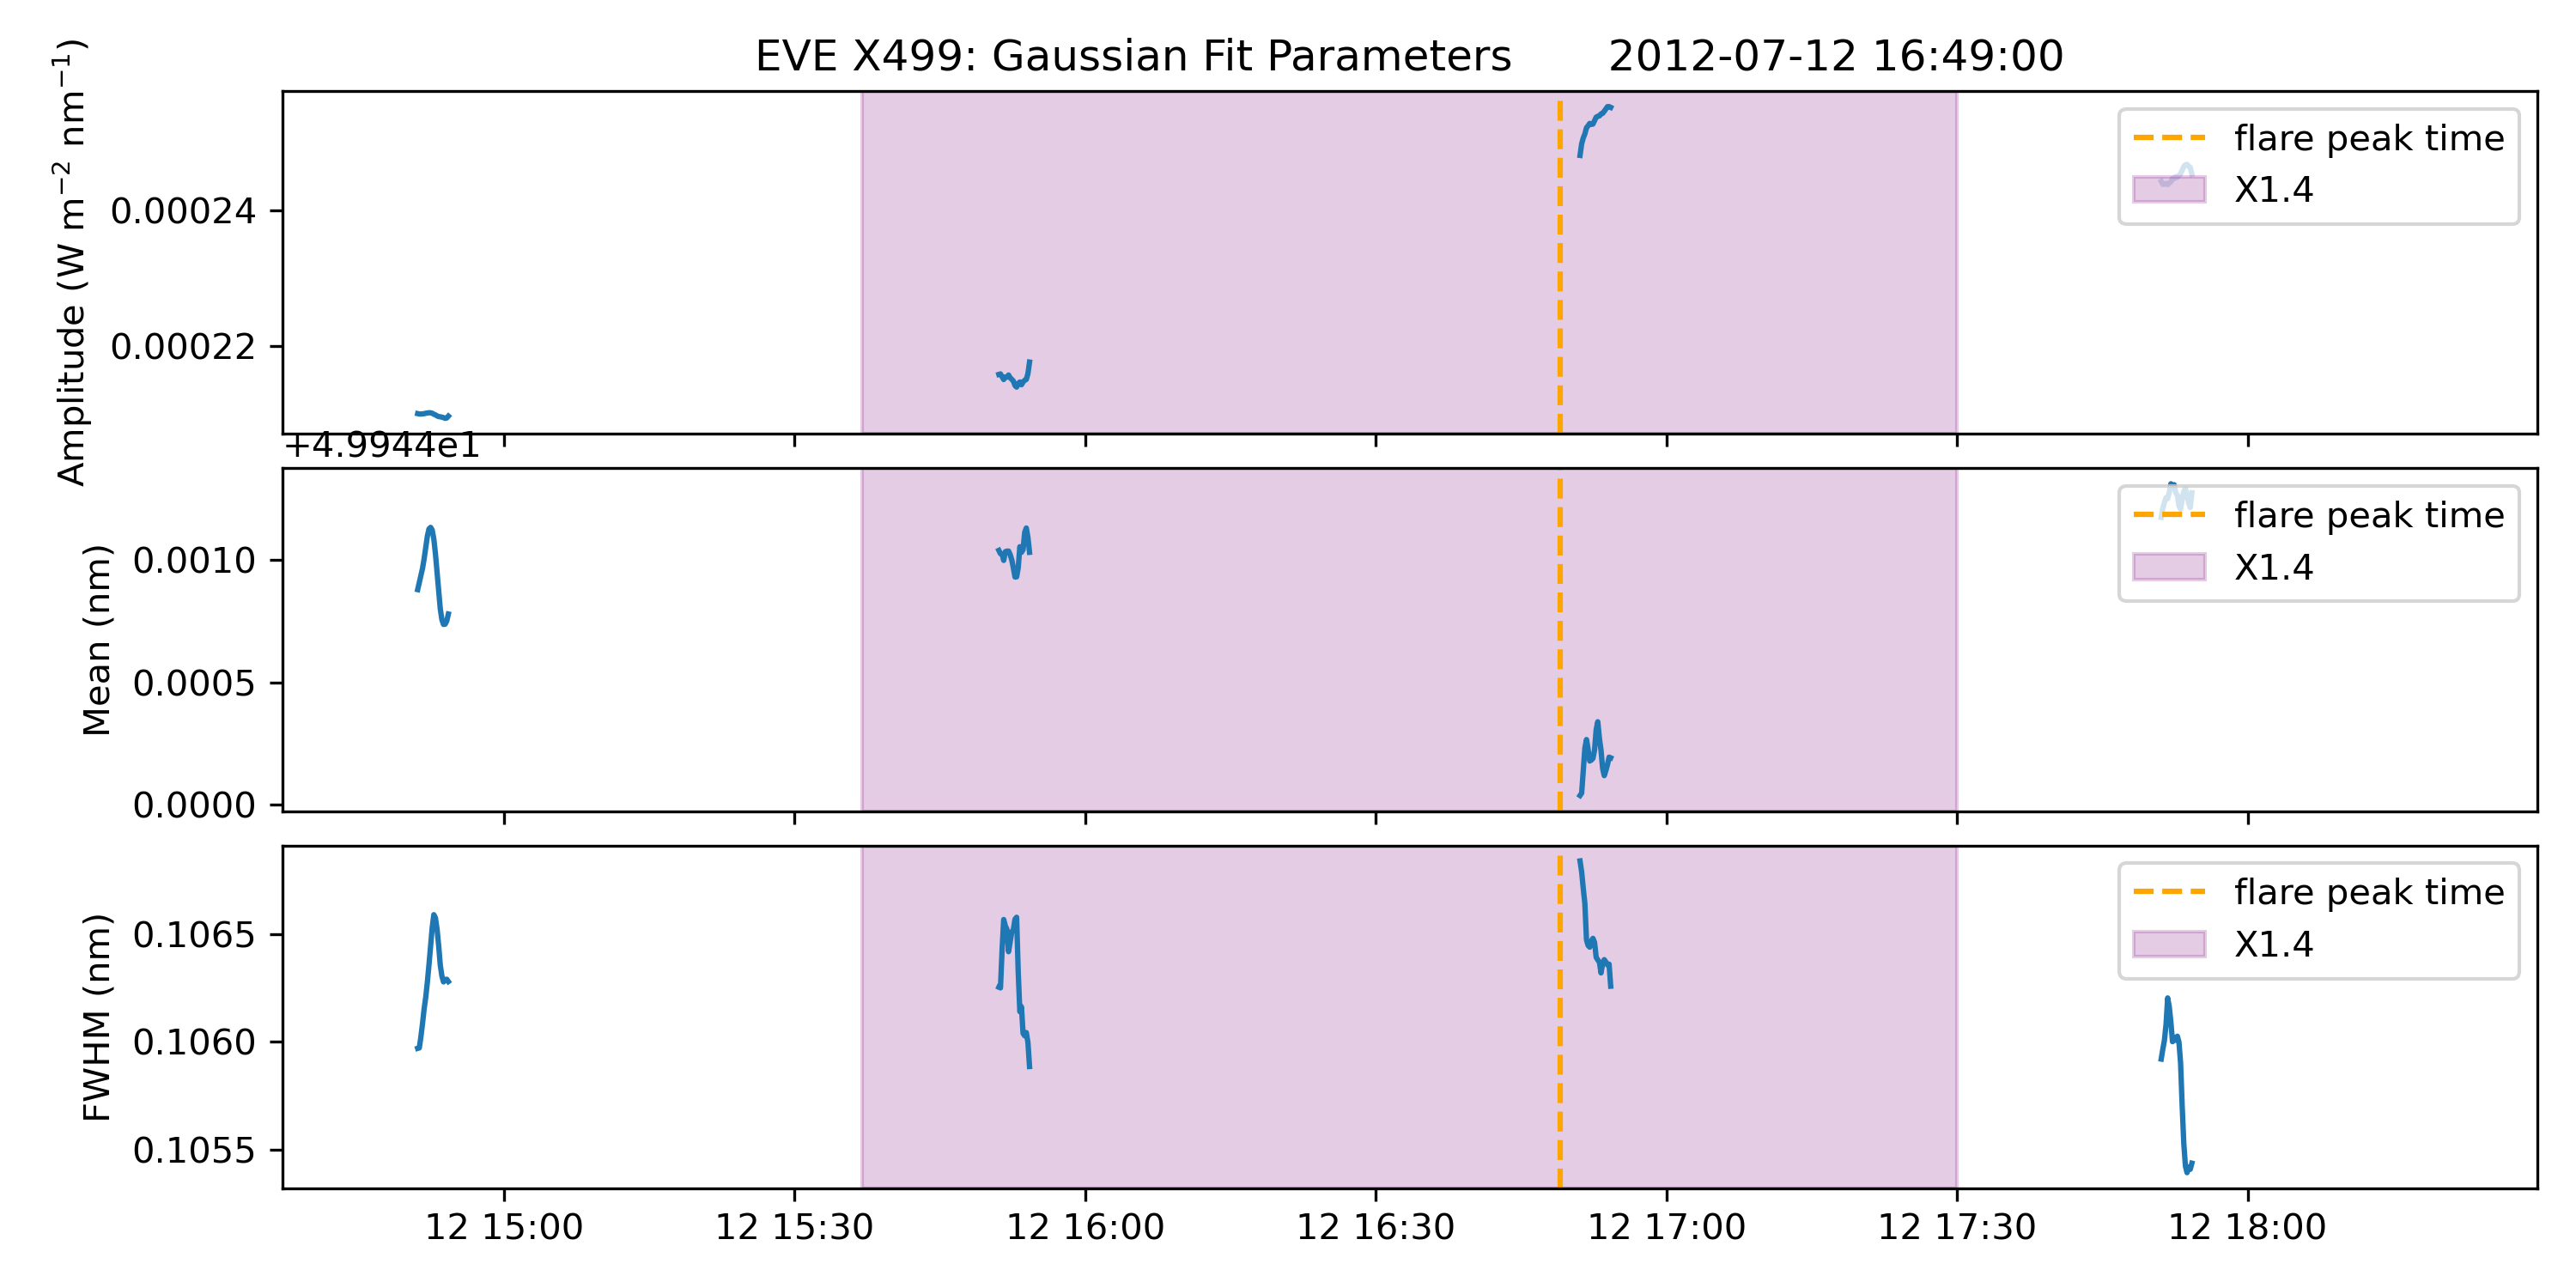 EVE X499: Gaussian Fit Parameters 2012-07-12 16:49:00
Amplitude (W m⁻² nm⁻¹)
0.00024
0.00022
flare peak time
X1.4
+4.9944e1
Mean (nm)
0.0010
0.0005
0.0000
flare peak time
X1.4
FWHM (nm)
0.1065
0.1060
0.1055
flare peak time
X1.4
12 15:00 12 15:30 12 16:00 12 16:30 12 17:00 12 17:30 12 18:00